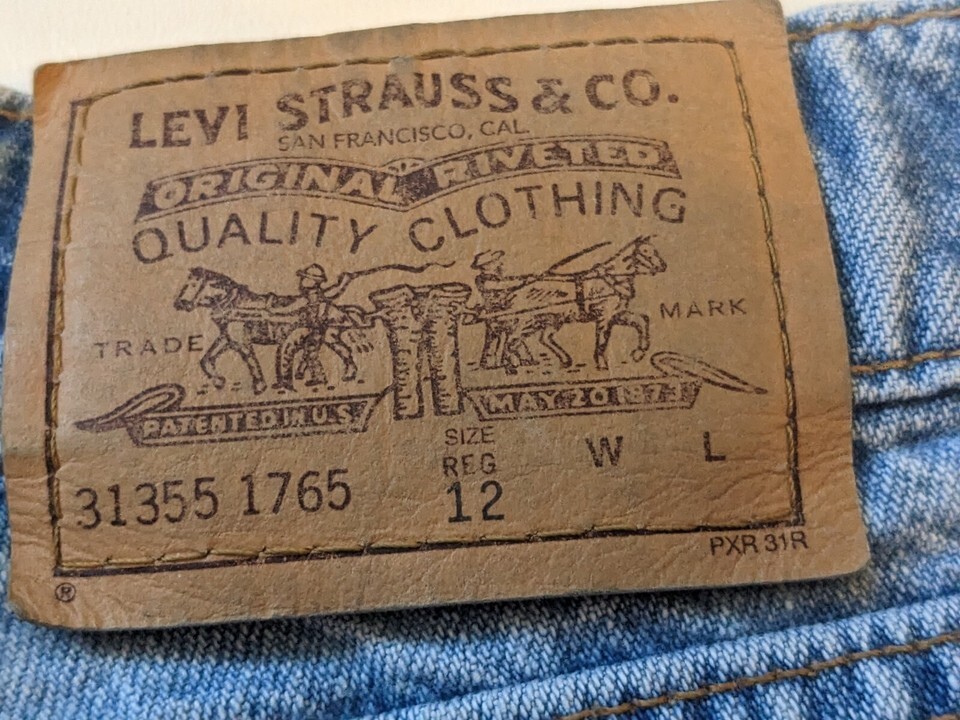 LEVI STRAUSS & CO.
SAN FRANCISCO, CAL.
ORIGINAL RIVETED
QUALITY CLOTHING
TRADE MARK
PATENTED IN U.S. MAY 20 1873
SIZE
REG W L
31355 1765 12
PXR 31R
®